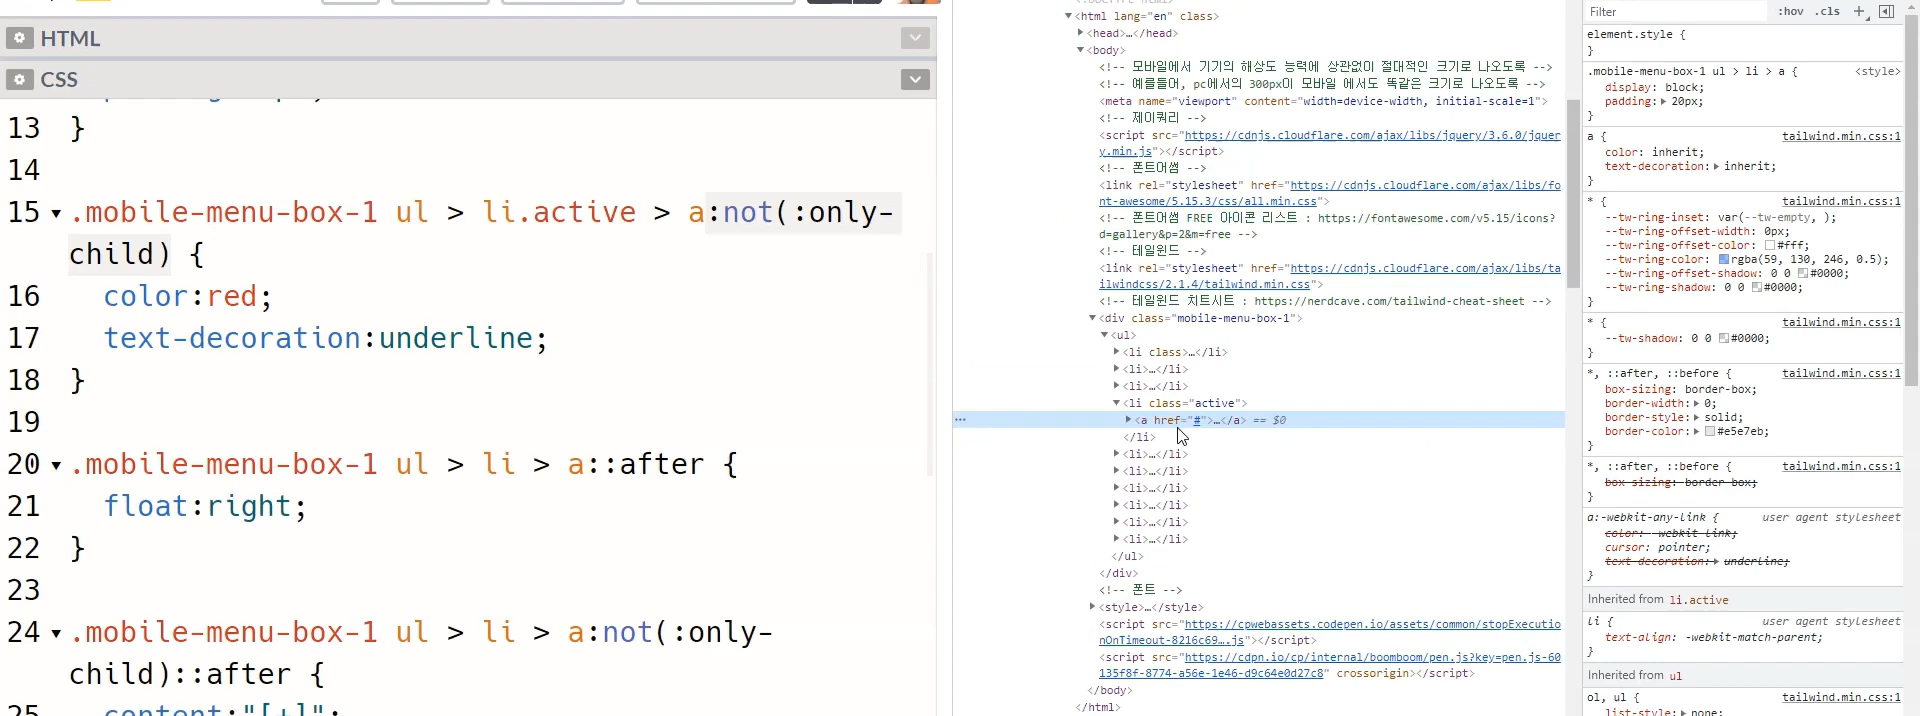 HTML
CSS
13 }
14
15 .mobile-menu-box-1 ul > li.active > a:not(:only-
child) {
16 color:red;
17 text-decoration:underline;
18 }
19
20 .mobile-menu-box-1 ul > li > a::after {
21 float:right;
22 }
23
24 .mobile-menu-box-1 ul > li > a:not(:only-
child)::after {
25 content:"[+]";
<html lang="en" class>
<head>…</head>
<body>
<!-- 모바일에서 기기의 해상도 능력에 상관없이 절대적인 크기로 나오도록 -->
<!-- 예를들어, pc에서의 300px이 모바일 에서도 똑같은 크기로 나오도록 -->
<meta name="viewport" content="width=device-width, initial-scale=1">
<!-- 제이쿼리 -->
<script src="https://cdnjs.cloudflare.com/ajax/libs/jquery/3.6.0/jquer
y.min.js"></script>
<!-- 폰트어썸 -->
<link rel="stylesheet" href="https://cdnjs.cloudflare.com/ajax/libs/fo
nt-awesome/5.15.3/css/all.min.css">
<!-- 폰트어썸 FREE 아이콘 리스트 : https://fontawesome.com/v5.15/icons?
d=gallery&p=2&m=free -->
<!-- 테일윈드 -->
<link rel="stylesheet" href="https://cdnjs.cloudflare.com/ajax/libs/ta
ilwindcss/2.1.4/tailwind.min.css">
<!-- 테일윈드 치트시트 : https://nerdcave.com/tailwind-cheat-sheet -->
<div class="mobile-menu-box-1">
<ul>
<li class>…</li>
<li>…</li>
<li>…</li>
<li class="active">
<a href="#">…</a> == $0
</li>
<li>…</li>
<li>…</li>
<li>…</li>
<li>…</li>
<li>…</li>
<li>…</li>
</ul>
</div>
<!-- 폰트 -->
<style>…</style>
<script src="https://cpwebassets.codepen.io/assets/common/stopExecutio
nOnTimeout-8216c69….js"></script>
<script src="https://cdpn.io/cp/internal/boomboom/pen.js?key=pen.js-60
135f8f-8774-a56e-1e46-d9c64e0d27c8" crossorigin></script>
</body>
</html>
Filter :hov .cls
element.style {
}
.mobile-menu-box-1 ul > li > a { <style>
display: block;
padding: 20px;
}
a { tailwind.min.css:1
color: inherit;
text-decoration: inherit;
}
* { tailwind.min.css:1
--tw-ring-inset: var(--tw-empty, );
--tw-ring-offset-width: 0px;
--tw-ring-offset-color: #fff;
--tw-ring-color: rgba(59, 130, 246, 0.5);
--tw-ring-offset-shadow: 0 0 #0000;
--tw-ring-shadow: 0 0 #0000;
}
* { tailwind.min.css:1
--tw-shadow: 0 0 #0000;
}
*, ::after, ::before { tailwind.min.css:1
box-sizing: border-box;
border-width: 0;
border-style: solid;
border-color: #e5e7eb;
}
*, ::after, ::before { tailwind.min.css:1
box-sizing: border-box;
}
a:-webkit-any-link { user agent stylesheet
color: -webkit-link;
cursor: pointer;
text-decoration: underline;
}
Inherited from li.active
li { user agent stylesheet
text-align: -webkit-match-parent;
}
Inherited from ul
ol, ul { tailwind.min.css:1
list-style: none;